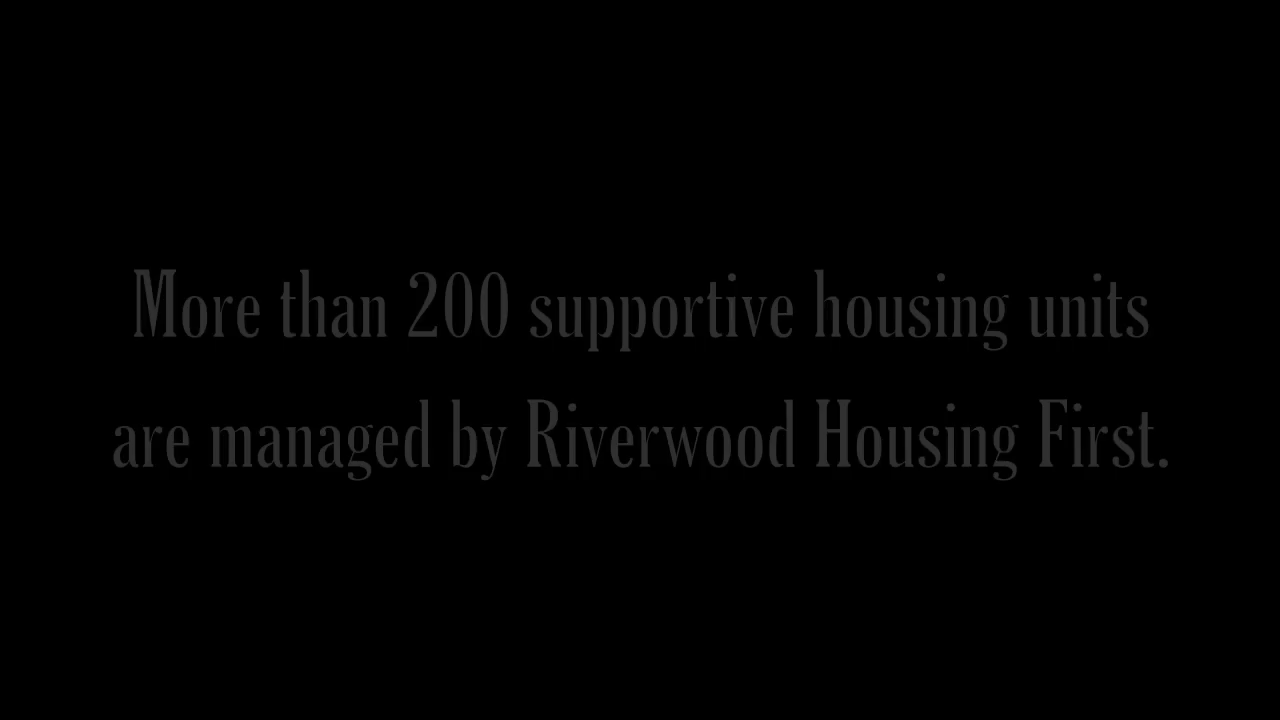 More than 200 supportive housing units
are managed by Riverwood Housing First.